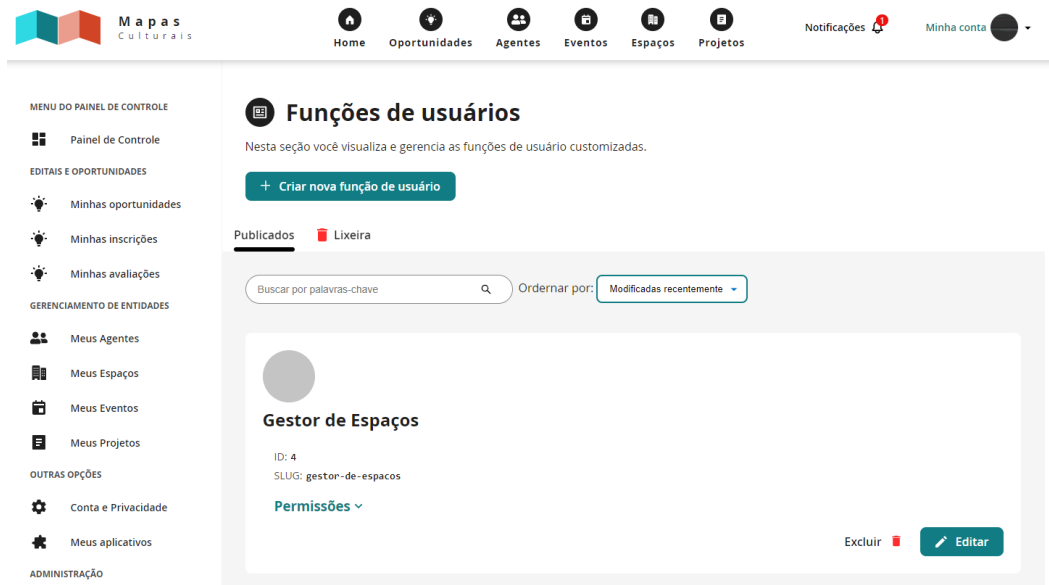 Mapas
Culturais
Home
Oportunidades
Agentes
Eventos
Espaços
Projetos
Notificações
1
Minha conta
MENU DO PAINEL DE CONTROLE
Painel de Controle
EDITAIS E OPORTUNIDADES
Minhas oportunidades
Minhas inscrições
Minhas avaliações
GERENCIAMENTO DE ENTIDADES
Meus Agentes
Meus Espaços
Meus Eventos
Meus Projetos
OUTRAS OPÇÕES
Conta e Privacidade
Meus aplicativos
ADMINISTRAÇÃO
Funções de usuários
Nesta seção você visualiza e gerencia as funções de usuário customizadas.
+ Criar nova função de usuário
Publicados
Lixeira
Buscar por palavras-chave
Ordernar por:
Modificadas recentemente
Gestor de Espaços
ID: 4
SLUG: gestor-de-espacos
Permissões
Excluir
Editar